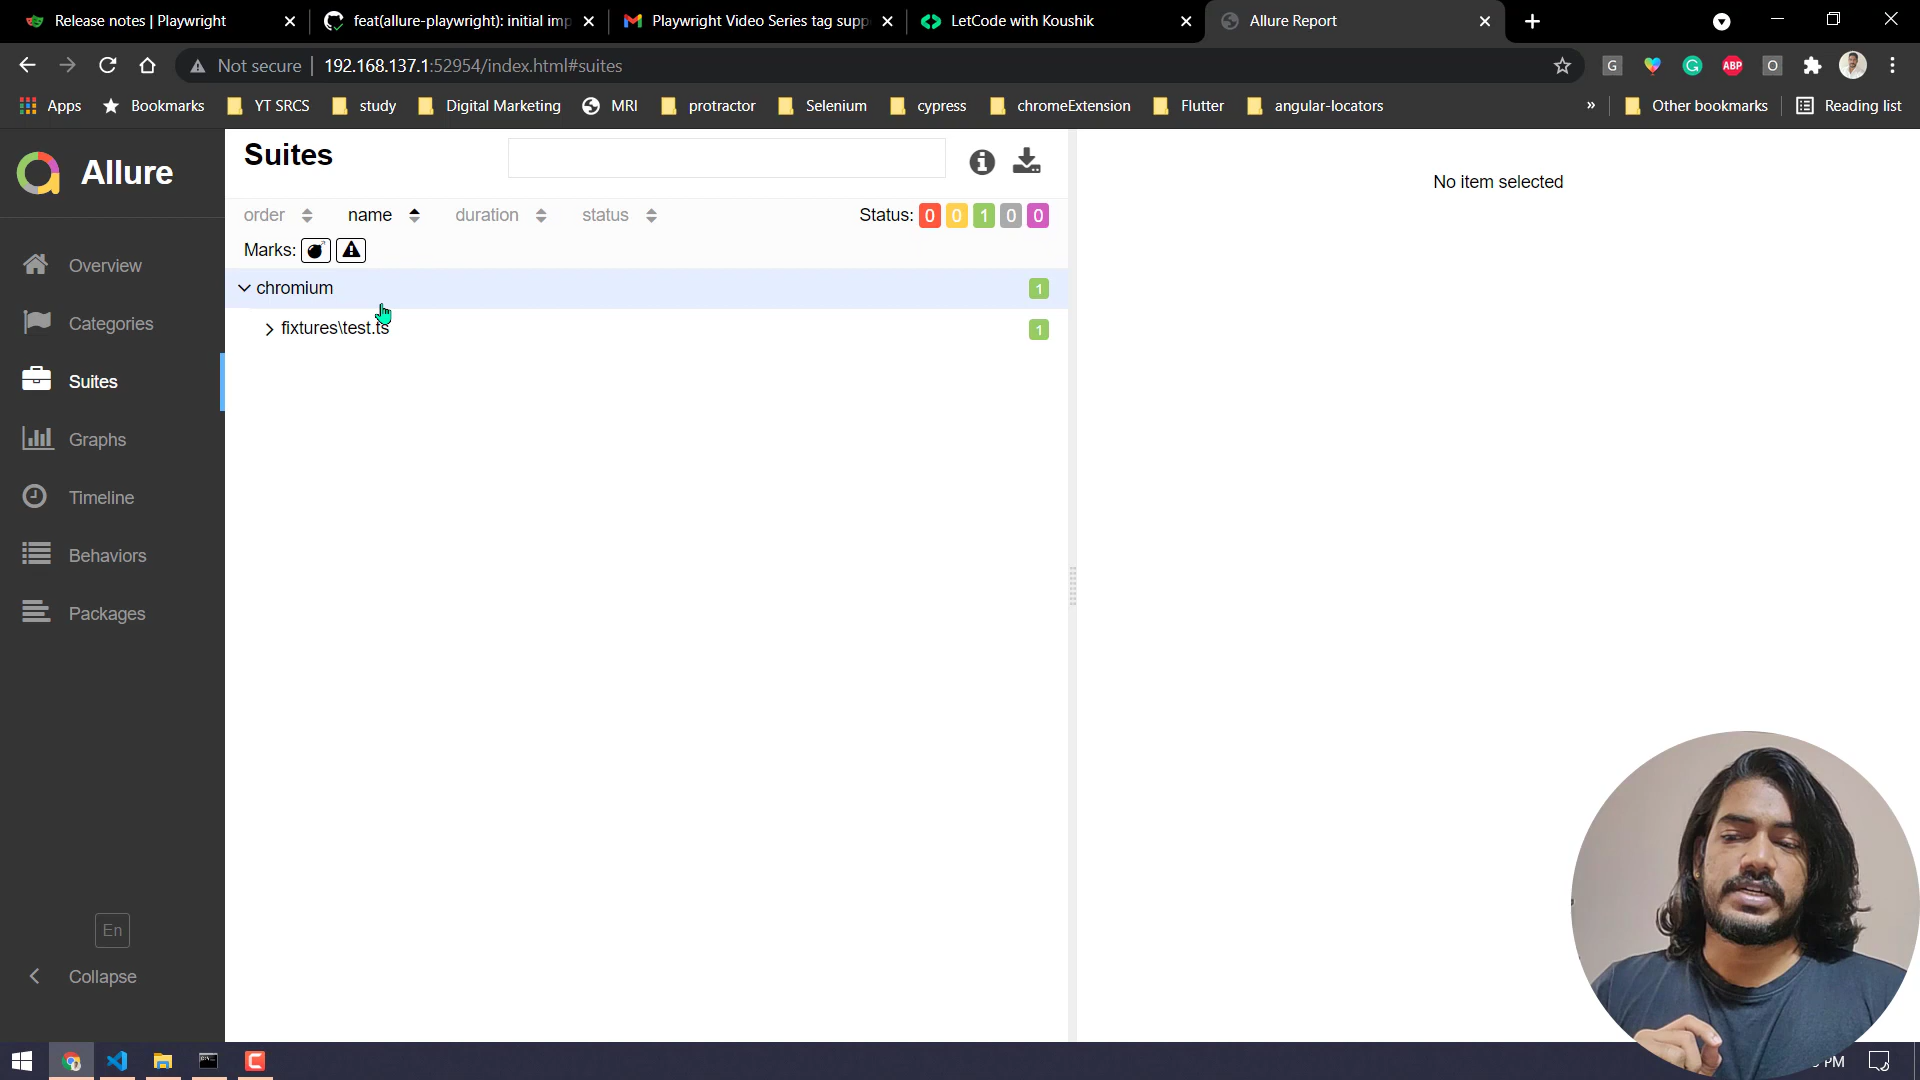 Release notes | Playwright
feat(allure-playwright): initial imp
Playwright Video Series tag supp
LetCode with Koushik
Allure Report
Not secure
192.168.137.1:52954/index.html#suites
G
ABP
O
Apps
Bookmarks
YT SRCS
study
Digital Marketing
MRI
protractor
Selenium
cypress
chromeExtension
Flutter
angular-locators
»
Other bookmarks
Reading list
Allure
Suites
No item selected
order
name
duration
status
Status: 0 0 1 0 0
Marks:
chromium
1
fixtures\test.ts
1
Overview
Categories
Suites
Graphs
Timeline
Behaviors
Packages
En
Collapse
PM